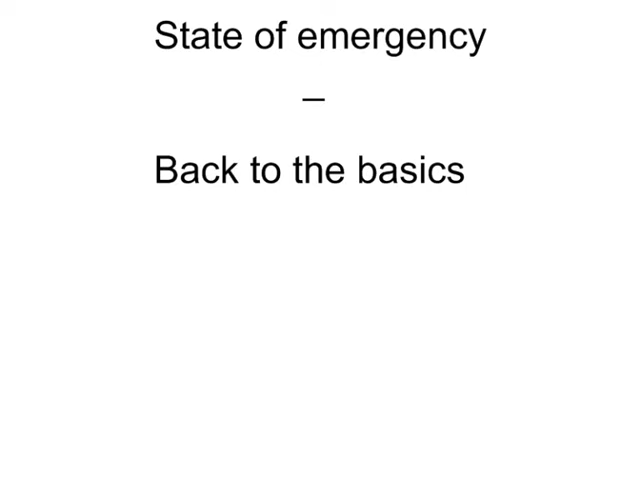 State of emergency
–
Back to the basics